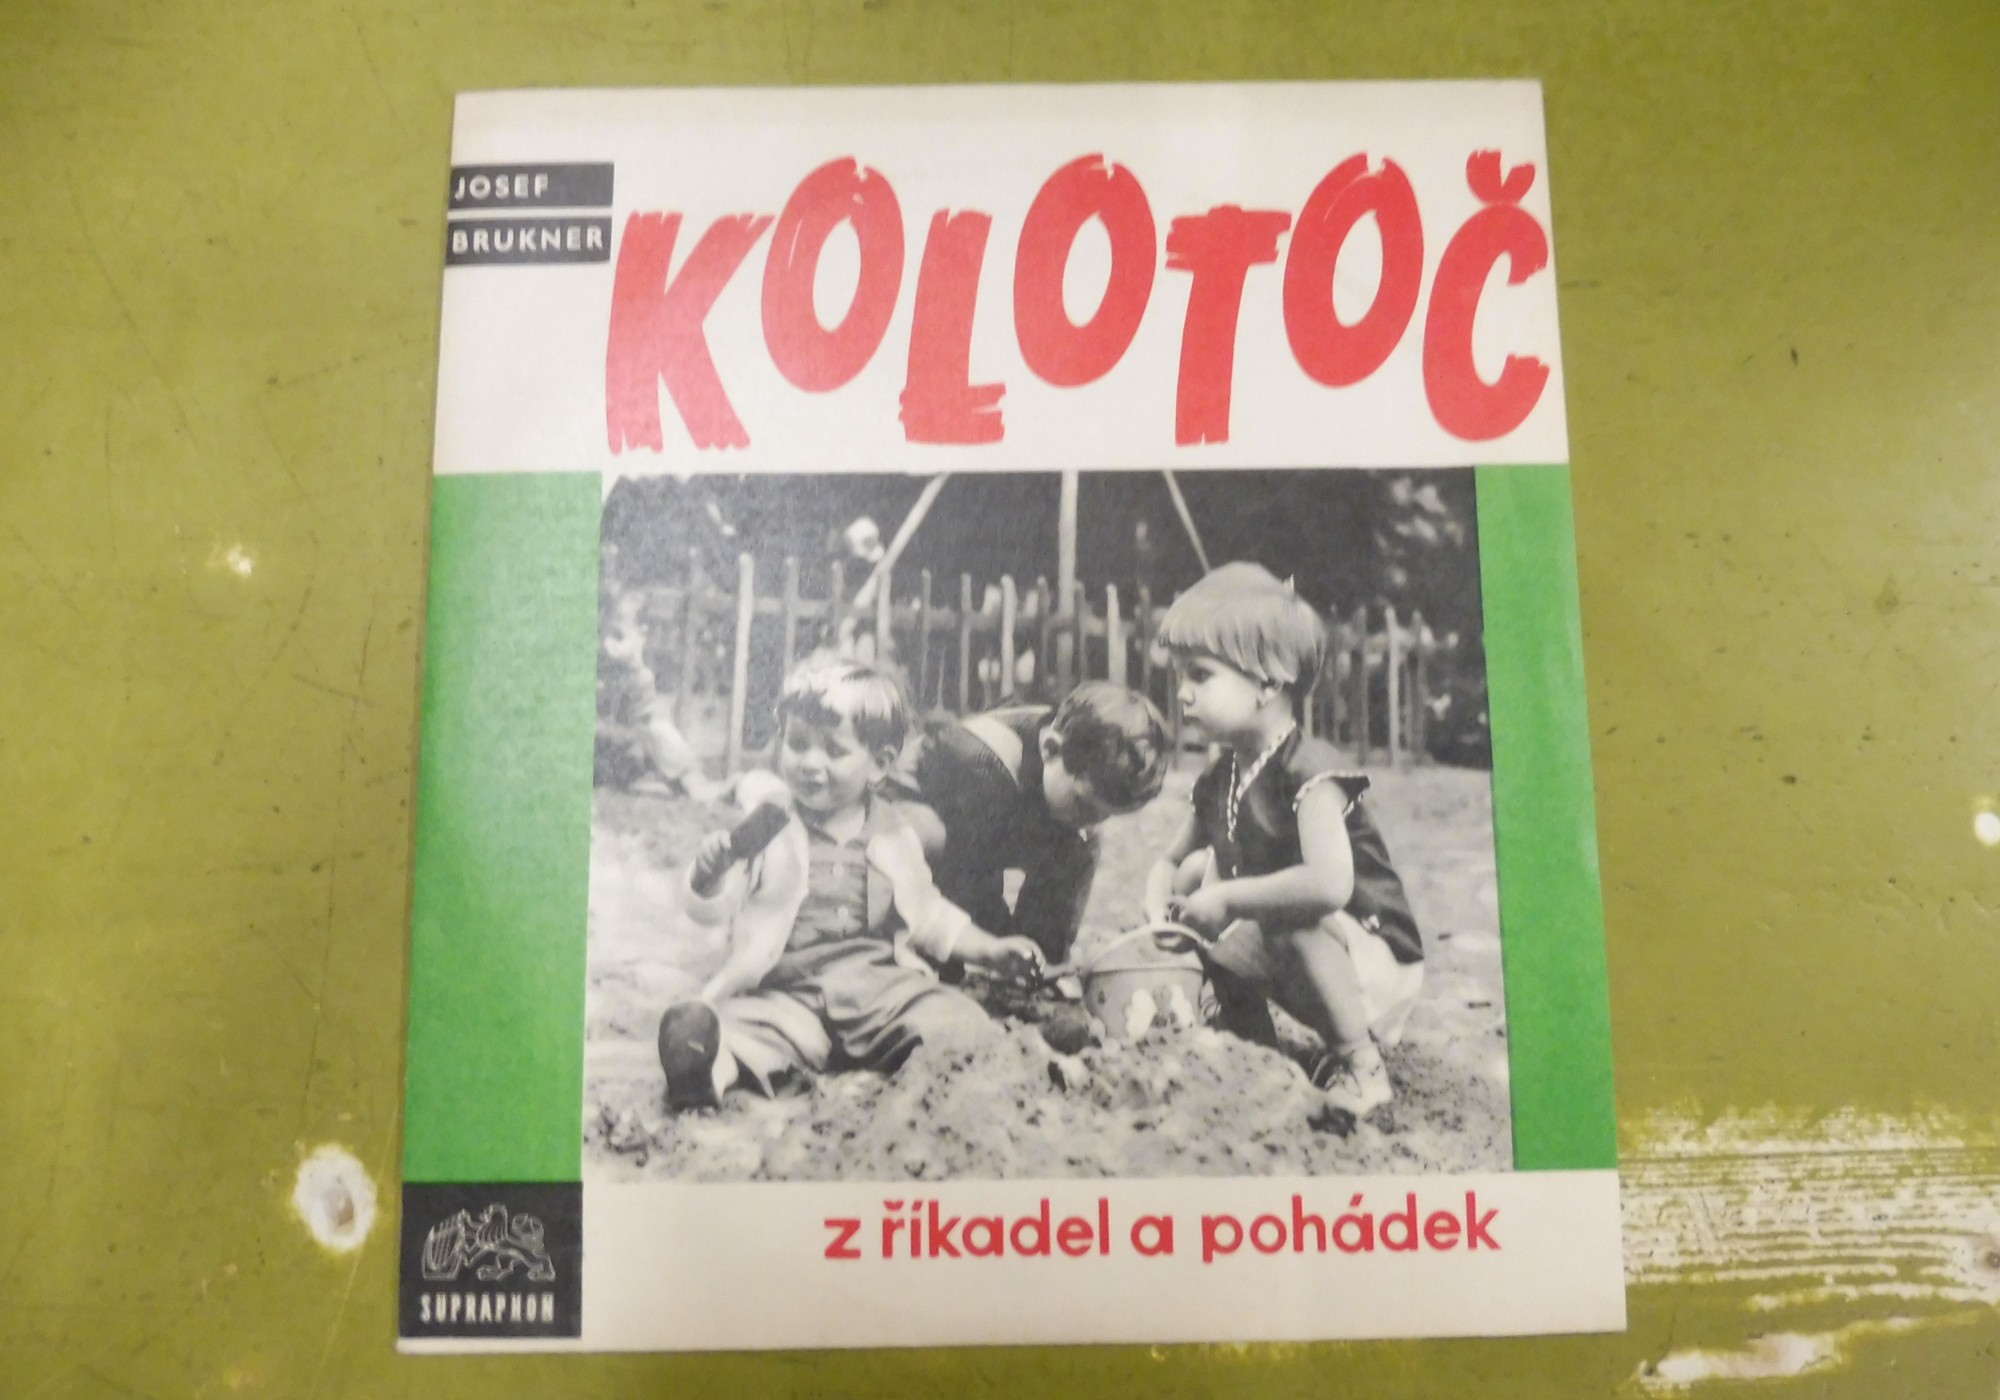 JOSEF
BRUKNER
KOLOTOČ
z říkadel a pohádek
SUPRAPHON